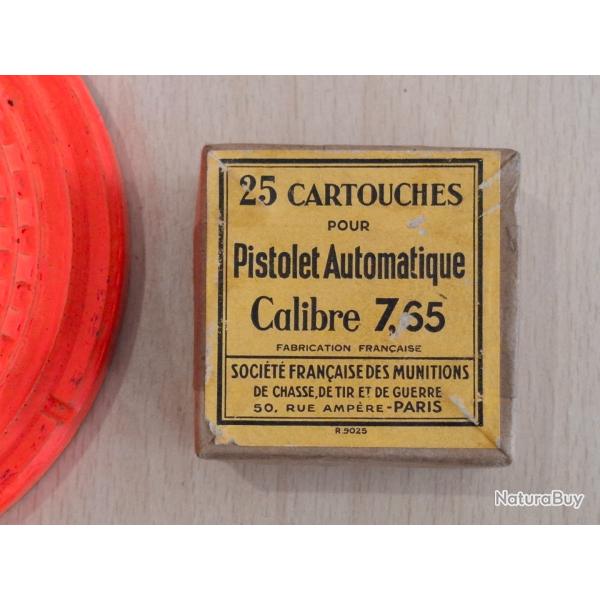 25 CARTOUCHES
POUR
Pistolet Automatique
Calibre 7,65
FABRICATION FRANÇAISE
SOCIÉTÉ FRANÇAISE DES MUNITIONS
DE CHASSE, DE TIR ET DE GUERRE
50, RUE AMPÈRE-PARIS
R.9025
NaturaBuy